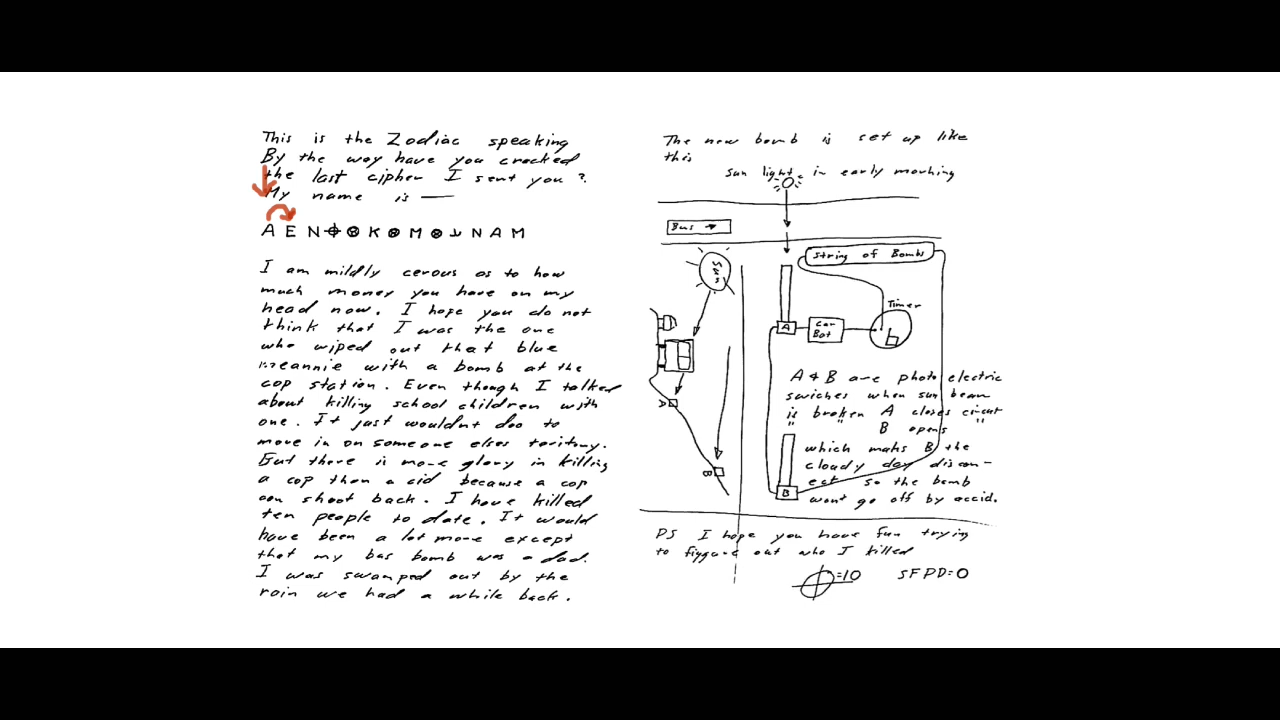 This is the Zodiac speaking
By the way have you cracked
the last cipher I sent you?
My name is —
A E N ⌖ ⊗ K ⊗ M ⊗ ⅃ N A M
I am mildly cerous as to how
much money you have on my
head now. I hope you do not
think that I was the one
who wiped out that blue
meannie with a bomb at the
cop station. Even though I talked
about killing school children with
one. It just wouldnt doo to
move in on someone elses teritory.
But there is more glory in killing
a cop than a cid because a cop
can shoot back. I have killed
ten people to date. It would
have been a lot more except
that my bas bomb was a dad.
I was swamped out by the
rain we had a while back.
The new bomb is set up like
this
sun light in early morning
Bus →
Sun
String of Bombs
Timer
A
Car
Bat
A
B
A & B are photo electric
swiches when sun beam
is broken A closes circut
" " B opens "
which maks B the
cloudy day discon-
ect so the bomb
wont go off by accid.
B
PS I hope you have fun trying
to figgure out who I killed
⌖=10 SFPD=0